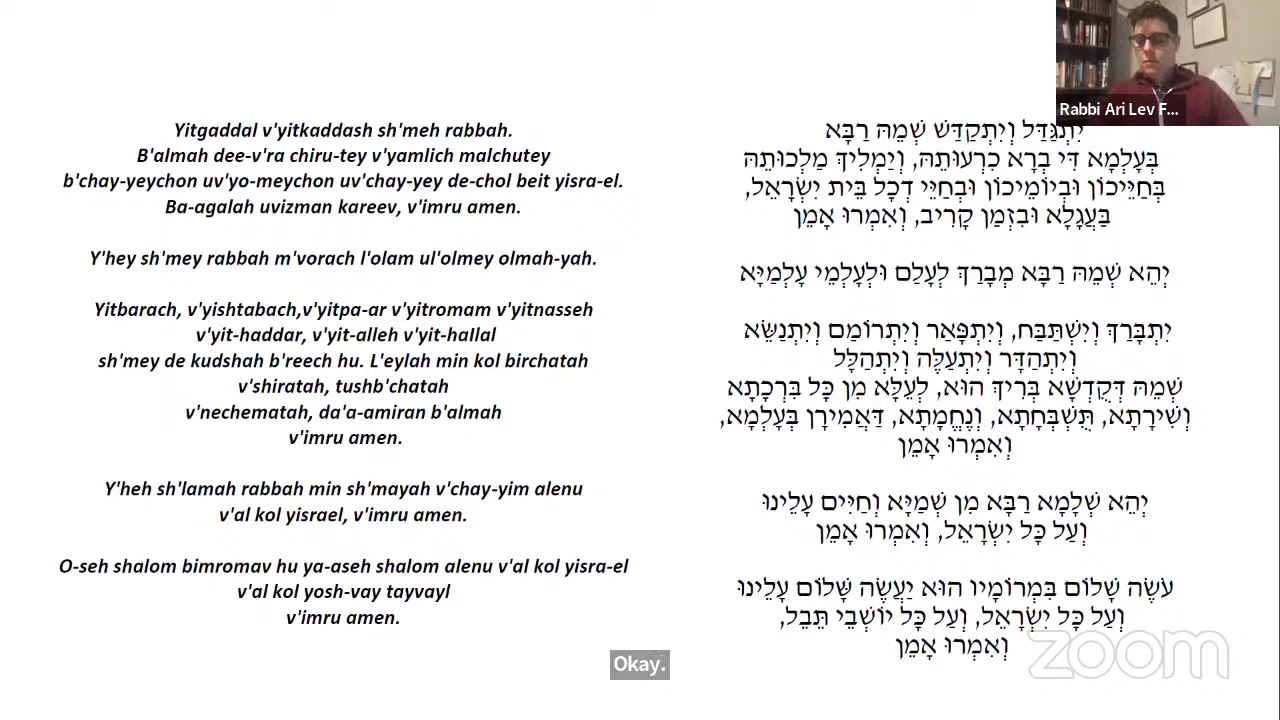 Yitgaddal v'yitkaddash sh'meh rabbah.
B'almah dee-v'ra chiru-tey v'yamlich malchutey
b'chay-yeychon uv'yo-meychon uv'chay-yey de-chol beit yisra-el.
Ba-agalah uvizman kareev, v'imru amen.
Y'hey sh'mey rabbah m'vorach l'olam ul'olmey olmah-yah.
Yitbarach, v'yishtabach,v'yitpa-ar v'yitromam v'yitnasseh
v'yit-haddar, v'yit-alleh v'yit-hallal
sh'mey de kudshah b'reech hu. L'eylah min kol birchatah
v'shiratah, tushb'chatah
v'nechematah, da'a-amiran b'almah
v'imru amen.
Y'heh sh'lamah rabbah min sh'mayah v'chay-yim alenu
v'al kol yisrael, v'imru amen.
O-seh shalom bimromav hu ya-aseh shalom alenu v'al kol yisra-el
v'al kol yosh-vay tayvayl
v'imru amen.
יִתְגַּדַּל וְיִתְקַדַּשׁ שְׁמֵהּ רַבָּא
בְּעָלְמָא דִּי בְרָא כִרְעוּתֵהּ, וְיַמְלִיךְ מַלְכוּתֵהּ
בְּחַיֵּיכוֹן וּבְיוֹמֵיכוֹן וּבְחַיֵּי דְכָל בֵּית יִשְׂרָאֵל,
בַּעֲגָלָא וּבִזְמַן קָרִיב, וְאִמְרוּ אָמֵן
יְהֵא שְׁמֵהּ רַבָּא מְבָרַךְ לְעָלַם וּלְעָלְמֵי עָלְמַיָּא
יִתְבָּרַךְ וְיִשְׁתַּבַּח, וְיִתְפָּאַר וְיִתְרוֹמַם וְיִתְנַשֵּׂא
וְיִתְהַדָּר וְיִתְעַלֶּה וְיִתְהַלָּל
שְׁמֵהּ דְּקֻדְשָׁא בְּרִיךְ הוּא, לְעֵלָּא מִן כָּל בִּרְכָתָא
וְשִׁירָתָא, תֻּשְׁבְּחָתָא, וְנֶחֱמָתָא, דַּאֲמִירָן בְּעָלְמָא,
וְאִמְרוּ אָמֵן
יְהֵא שְׁלָמָא רַבָּא מִן שְׁמַיָּא וְחַיִּים עָלֵינוּ
וְעַל כָּל יִשְׂרָאֵל, וְאִמְרוּ אָמֵן
עֹשֶׂה שָׁלוֹם בִּמְרוֹמָיו הוּא יַעֲשֶׂה שָּׁלוֹם עָלֵינוּ
וְעַל כָּל יִשְׂרָאֵל, וְעַל כָּל יוֹשְׁבֵי תֵּבֵל,
וְאִמְרוּ אָמֵן
Rabbi Ari Lev F...
Okay.
zoom